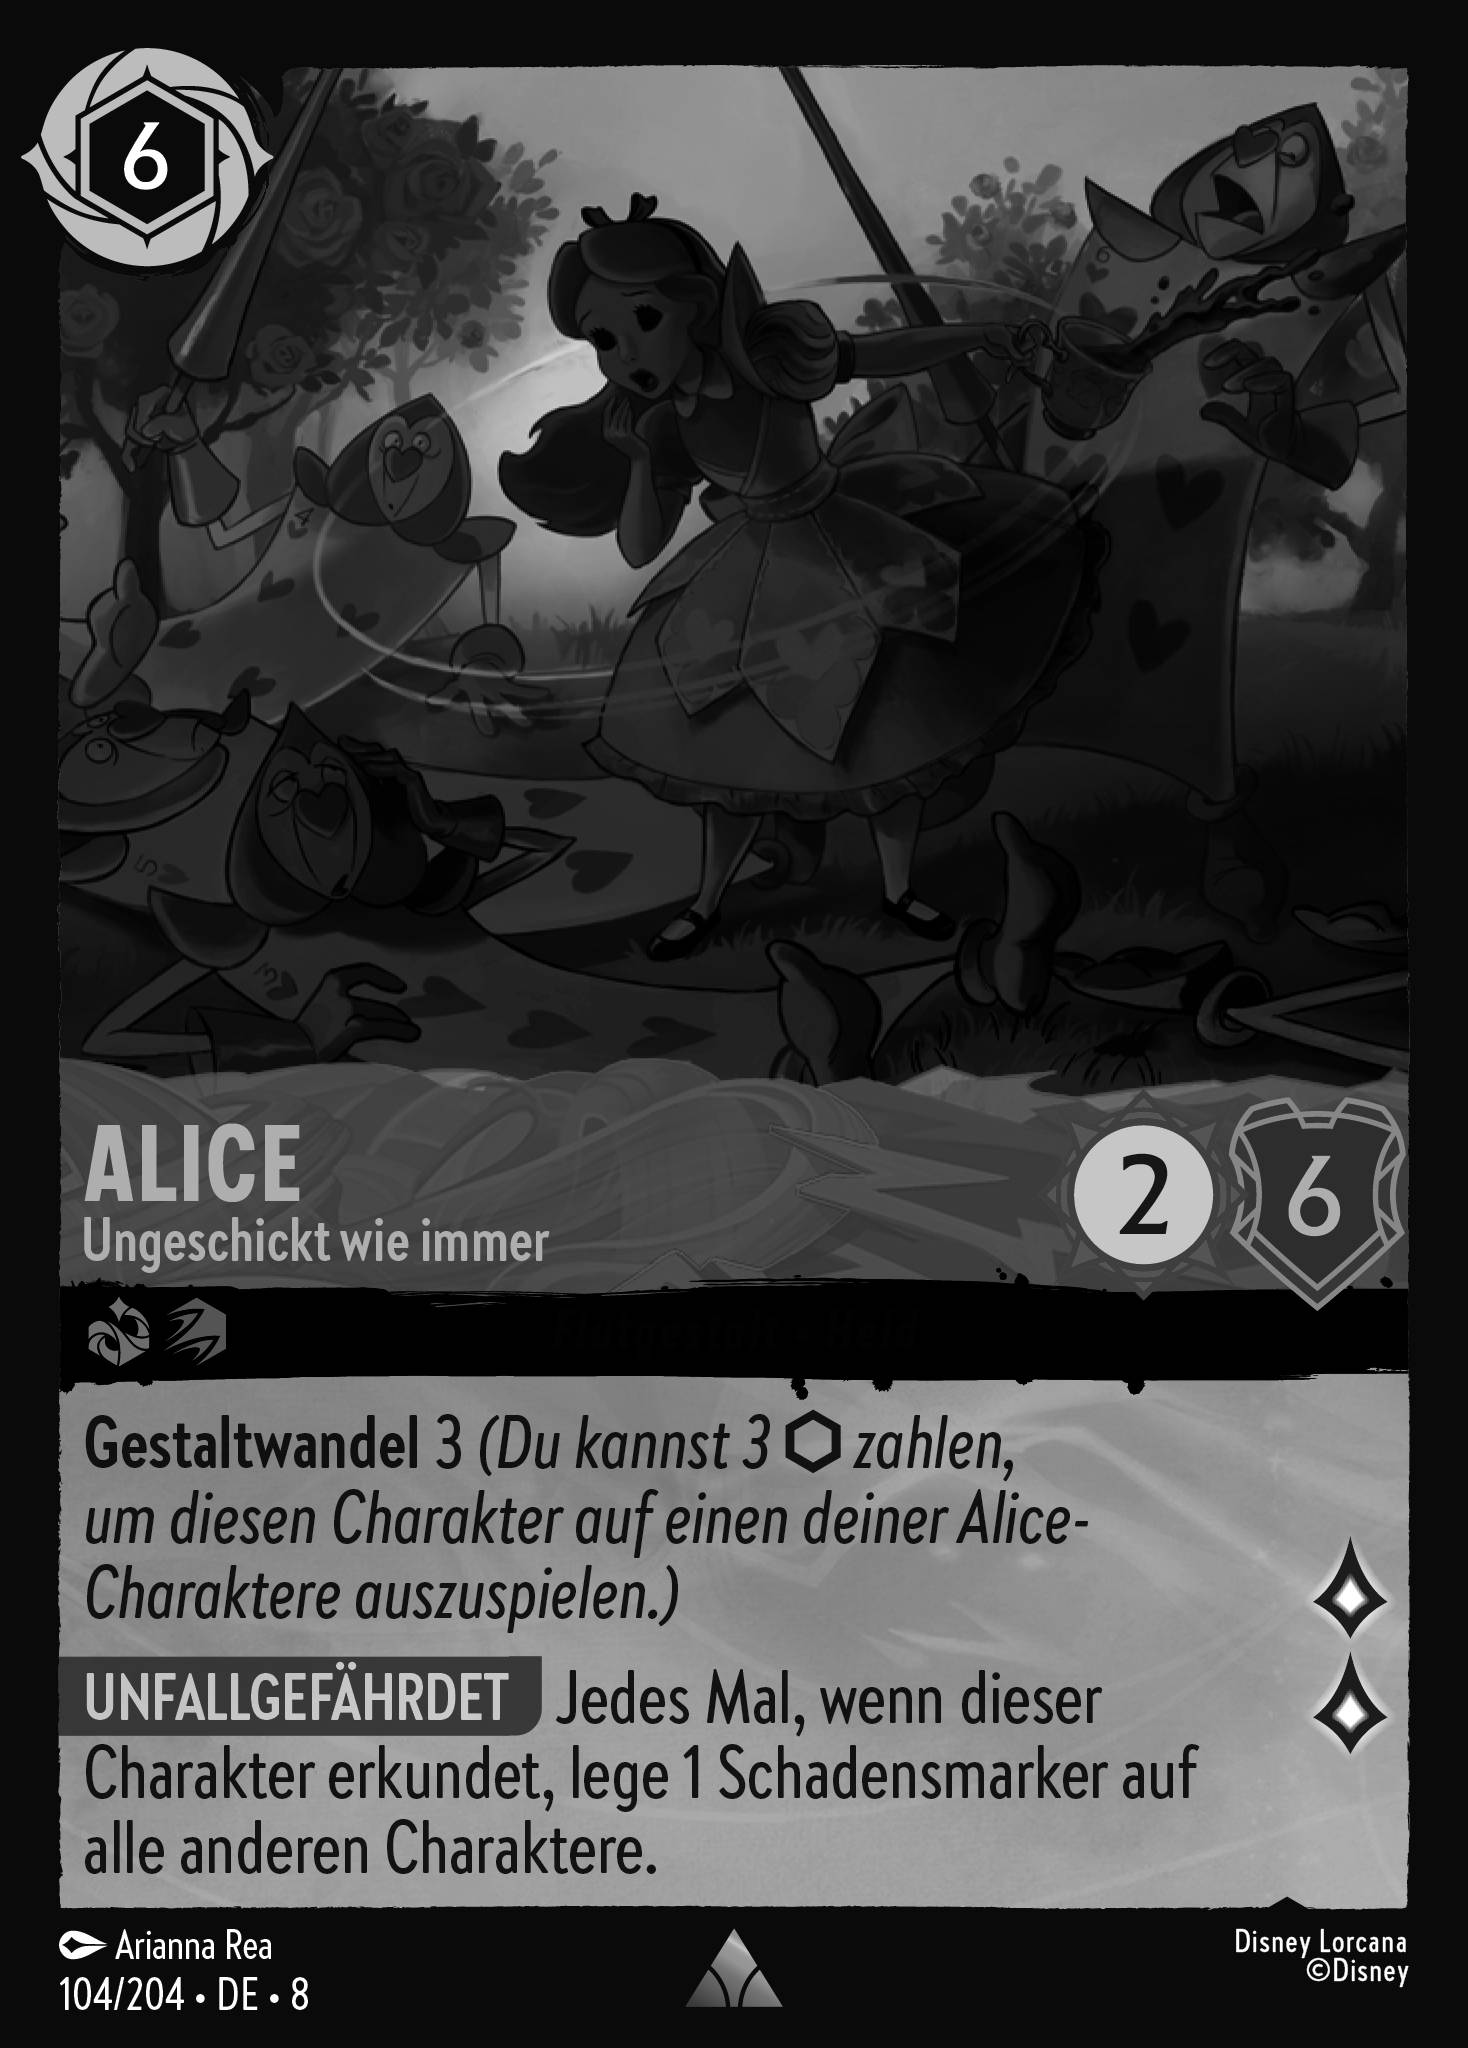 6
ALICE
2
6
Ungeschickt wie immer
Flutgestalt Held
Gestaltwandel 3 (Du kannst 3 ⬡ zahlen,
um diesen Charakter auf einen deiner Alice-
Charaktere auszuspielen.)
UNFALLGEFÄHRDET Jedes Mal, wenn dieser
Charakter erkundet, lege 1 Schadensmarker auf
alle anderen Charaktere.
Arianna Rea
104/204 • DE • 8
Disney Lorcana
©Disney